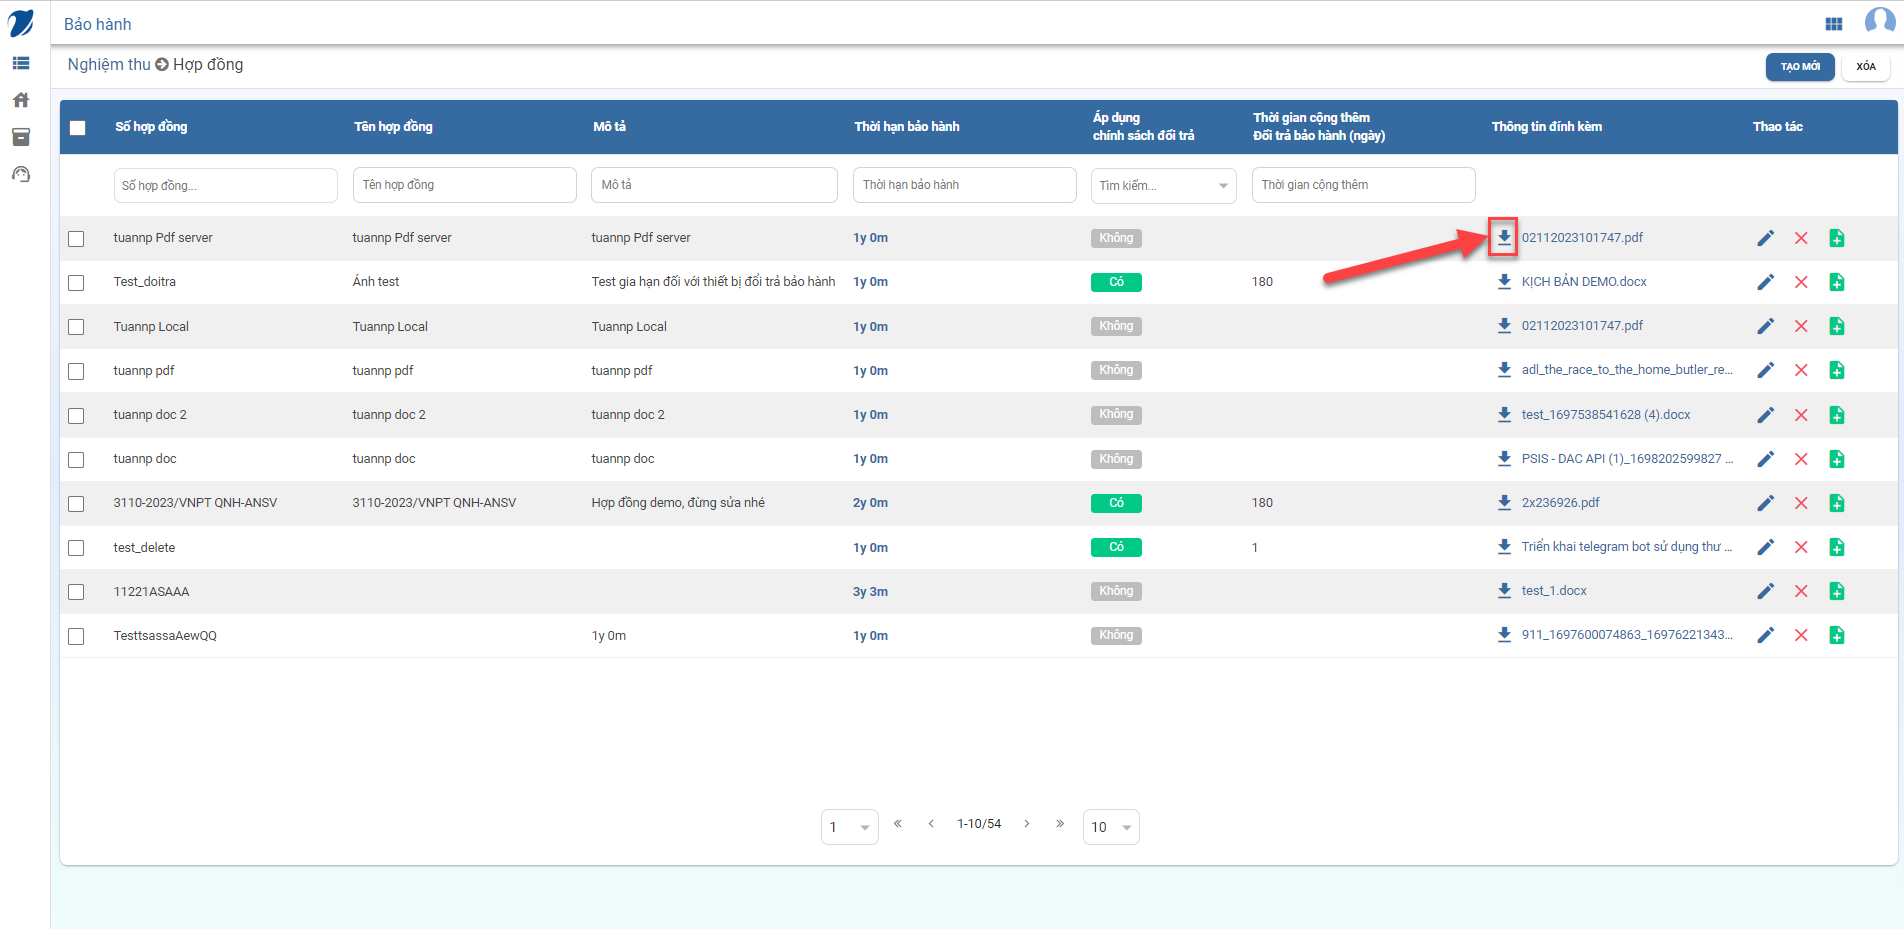 Bảo hành
Nghiệm thu Hợp đồng
TẠO MỚI XÓA
Số hợp đồng Tên hợp đồng Mô tả Thời hạn bảo hành Áp dụng chính sách đổi trả Thời gian cộng thêm Đổi trả bảo hành (ngày) Thông tin đính kèm Thao tác
Số hợp đồng... Tên hợp đồng Mô tả Thời hạn bảo hành Tìm kiếm... Thời gian cộng thêm
tuannp Pdf server tuannp Pdf server tuannp Pdf server 1y 0m Không 02112023101747.pdf
Test_doitra Ánh test Test gia hạn đối với thiết bị đổi trả bảo hành 1y 0m Có 180 KỊCH BẢN DEMO.docx
Tuannp Local Tuannp Local Tuannp Local 1y 0m Không 02112023101747.pdf
tuannp pdf tuannp pdf tuannp pdf 1y 0m Không adl_the_race_to_the_home_butler_re...
tuannp doc 2 tuannp doc 2 tuannp doc 2 1y 0m Không test_1697538541628 (4).docx
tuannp doc tuannp doc tuannp doc 1y 0m Không PSIS - DAC API (1)_1698202599827 ...
3110-2023/VNPT QNH-ANSV 3110-2023/VNPT QNH-ANSV Hợp đồng demo, đừng sửa nhé 2y 0m Có 180 2x236926.pdf
test_delete 1y 0m Có 1 Triển khai telegram bot sử dụng thư ...
11221ASAAA 3y 3m Không test_1.docx
TesttsassaAewQQ 1y 0m 1y 0m Không 911_1697600074863_16976221343...
1 « ‹ 1-10/54 › » 10